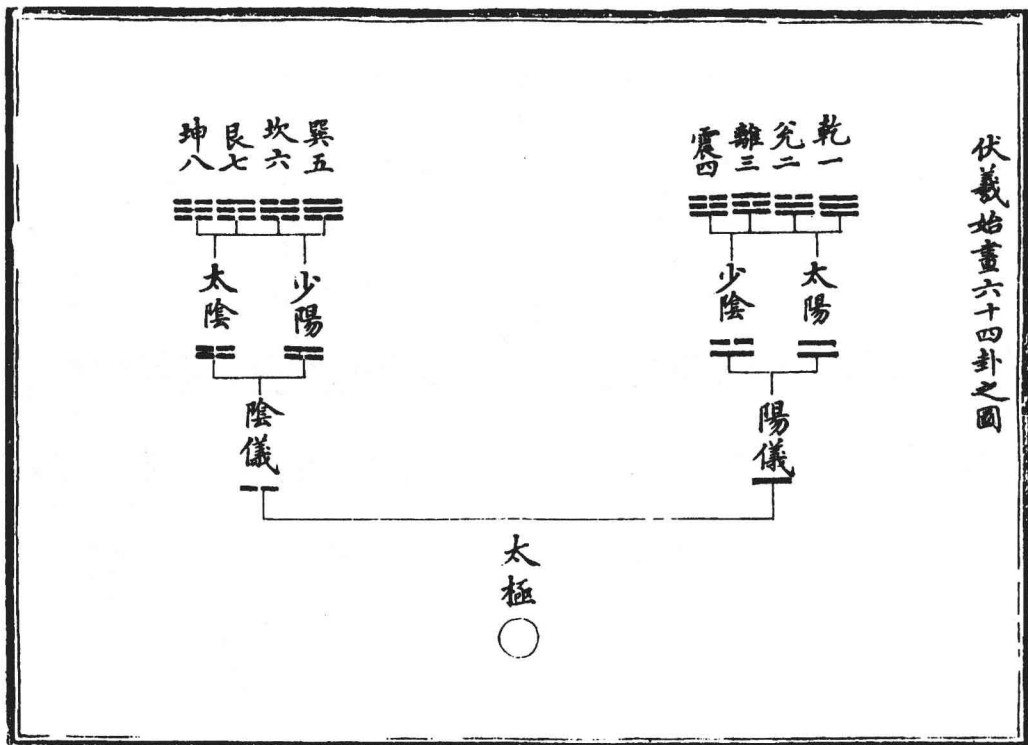 伏羲始畫六十四卦之圖
乾一
兊二
離三
震四
巽五
坎六
艮七
坤八
太陽
少陰
少陽
太陰
陽儀
陰儀
太極